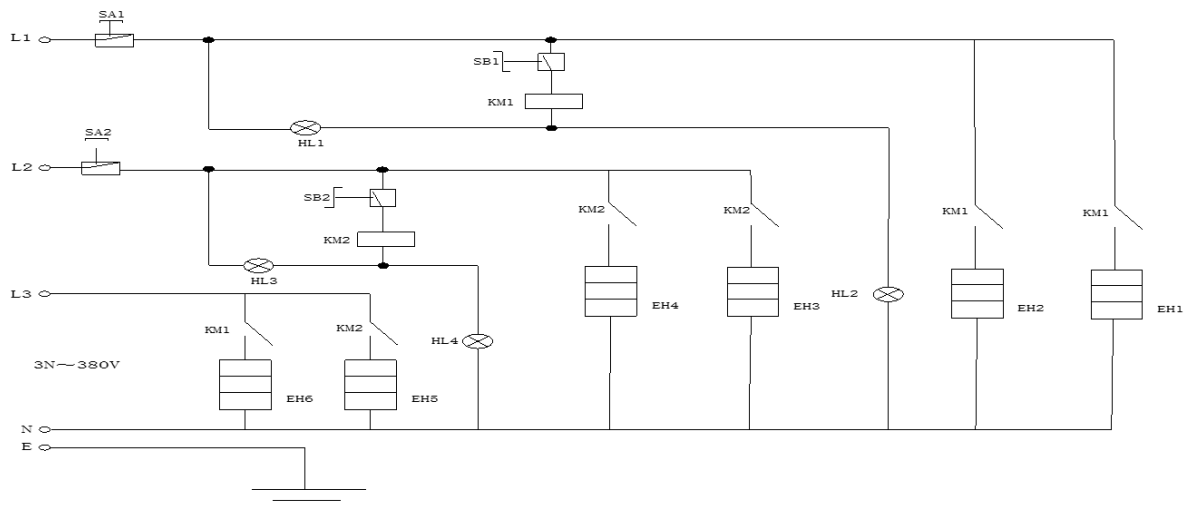 SA1
L1
SB1
KM1
SA2
HL1
L2
SB2
KM2
KM2
KM1
KM1
KM2
HL3
L3
HL2
EH4
EH3
EH2
EH1
KM1
KM2
HL4
3N～380V
EH6
EH5
N
E